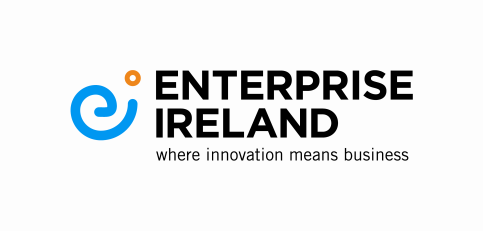 ENTERPRISE
IRELAND
where innovation means business